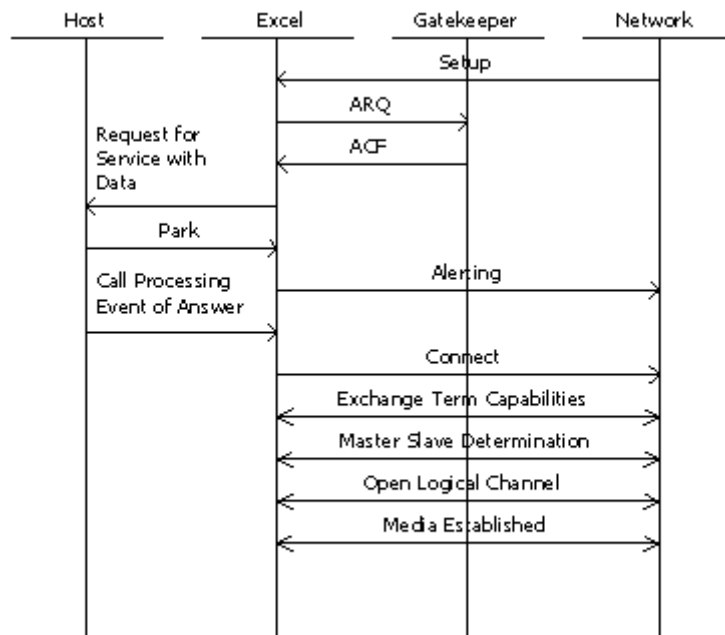 Host
Excel
Gatekeeper
Network
Setup
ARQ
Request for
Service with
Data
ACF
Park
Call Processing
Event of Answer
Alerting
Connect
Exchange Term Capabilities
Master Slave Determination
Open Logical Channel
Media Established